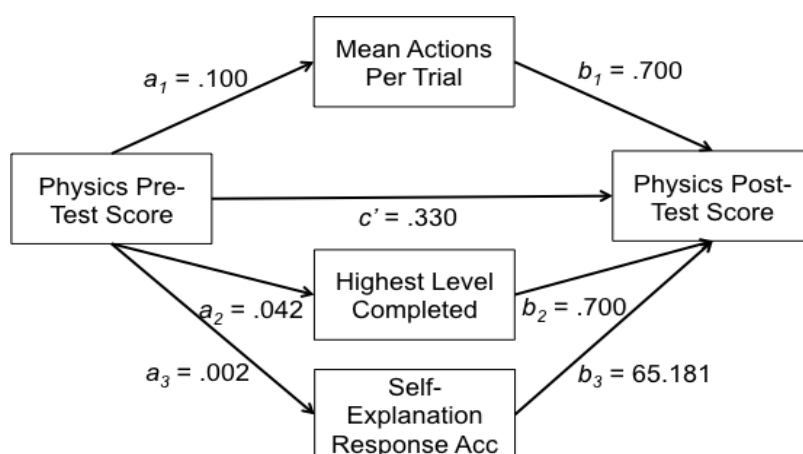 Mean Actions
Per Trial
a₁ = .100
b₁ = .700
Physics Pre-
Test Score
Physics Post-
Test Score
c’ = .330
Highest Level
Completed
a₂ = .042
b₂ = .700
a₃ = .002
b₃ = 65.181
Self-
Explanation
Response Acc